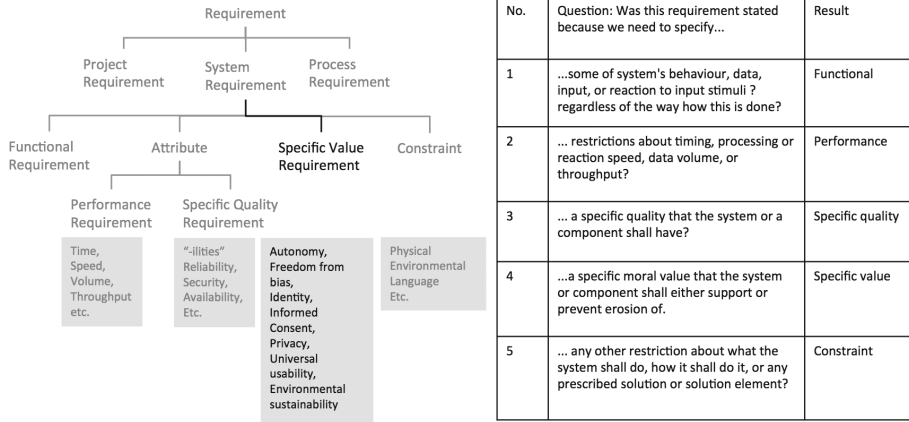 Requirement
Project
Requirement
System
Requirement
Process
Requirement
Functional
Requirement
Attribute
Specific Value
Requirement
Constraint
Performance
Requirement
Specific Quality
Requirement
Time,
Speed,
Volume,
Throughput
etc.
“-ilities”
Reliability,
Security,
Availability,
Etc.
Autonomy,
Freedom from
bias,
Identity,
Informed
Consent,
Privacy,
Universal
usability,
Environmental
sustainability
Physical
Environmental
Language
Etc.
No.
Question: Was this requirement stated
because we need to specify...
Result
1
...some of system's behaviour, data,
input, or reaction to input stimuli ?
regardless of the way how this is done?
Functional
2
... restrictions about timing, processing or
reaction speed, data volume, or
throughput?
Performance
3
... a specific quality that the system or a
component shall have?
Specific quality
4
...a specific moral value that the system
or component shall either support or
prevent erosion of.
Specific value
5
... any other restriction about what the
system shall do, how it shall do it, or any
prescribed solution or solution element?
Constraint